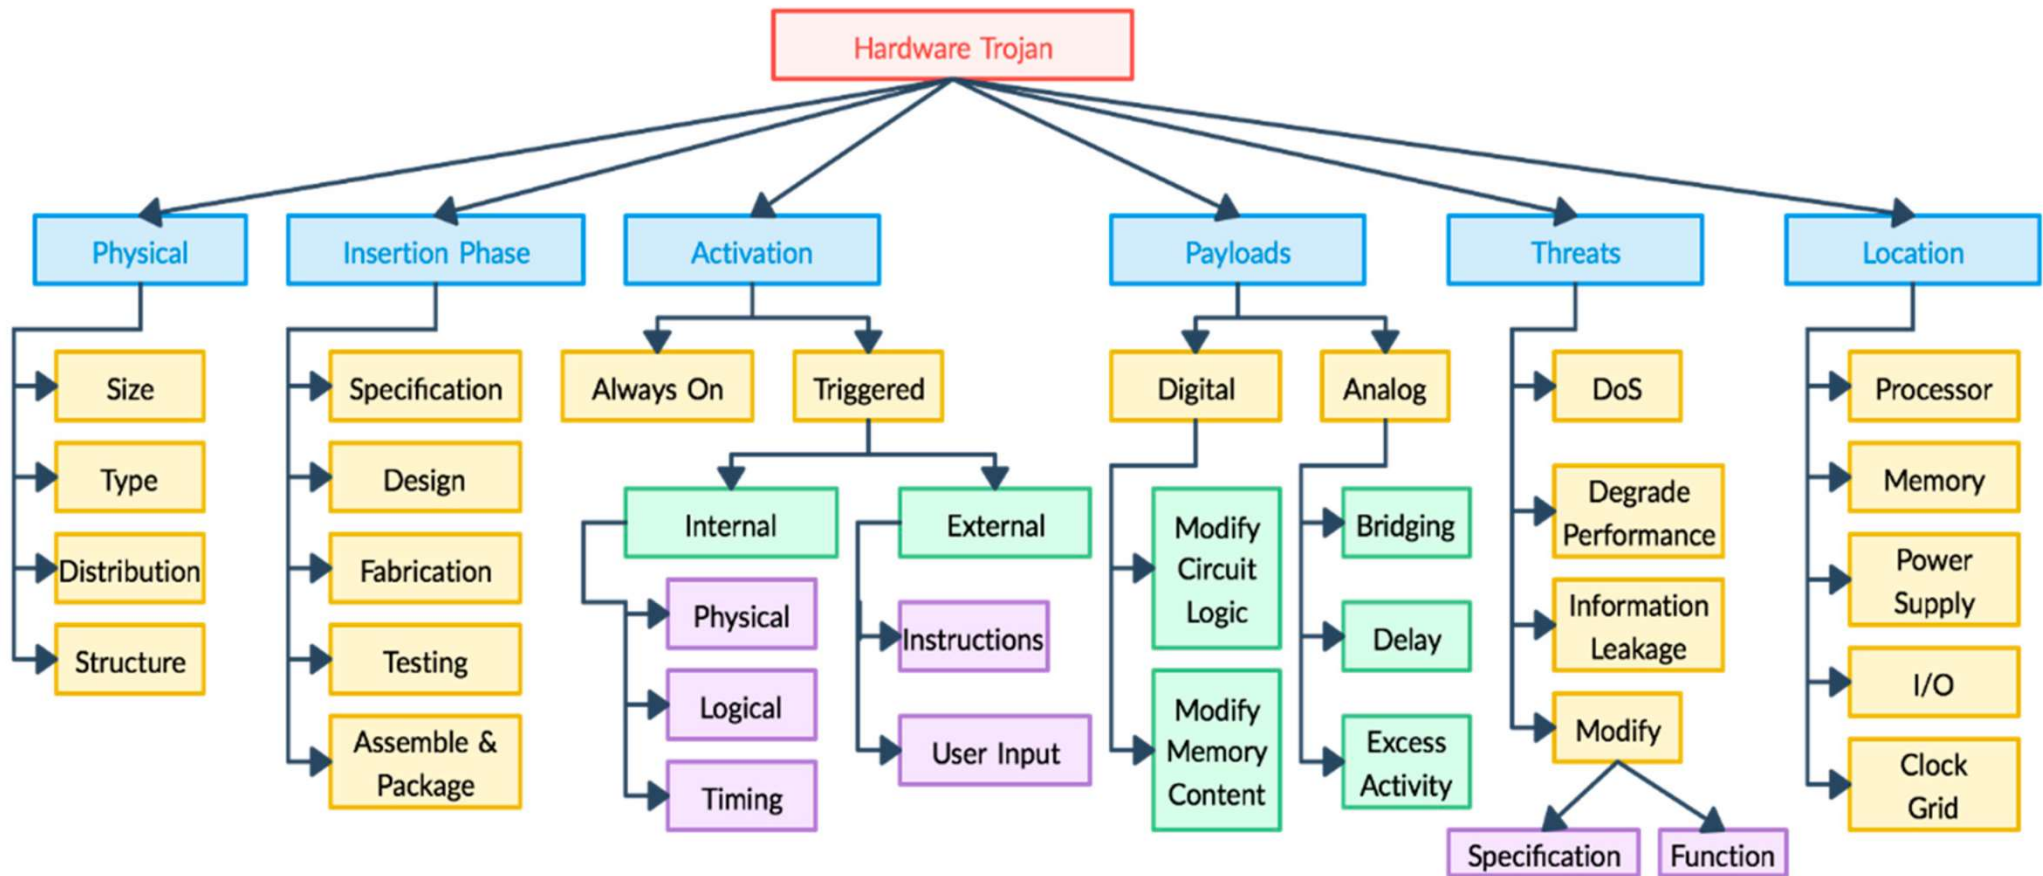 Hardware Trojan
Physical
Insertion Phase
Activation
Payloads
Threats
Location
Size
Type
Distribution
Structure
Specification
Design
Fabrication
Testing
Assemble &
Package
Always On
Triggered
Internal
Physical
Logical
Timing
External
Instructions
User Input
Digital
Modify
Circuit
Logic
Modify
Memory
Content
Analog
Bridging
Delay
Excess
Activity
DoS
Degrade
Performance
Information
Leakage
Modify
Specification
Function
Processor
Memory
Power
Supply
I/O
Clock
Grid